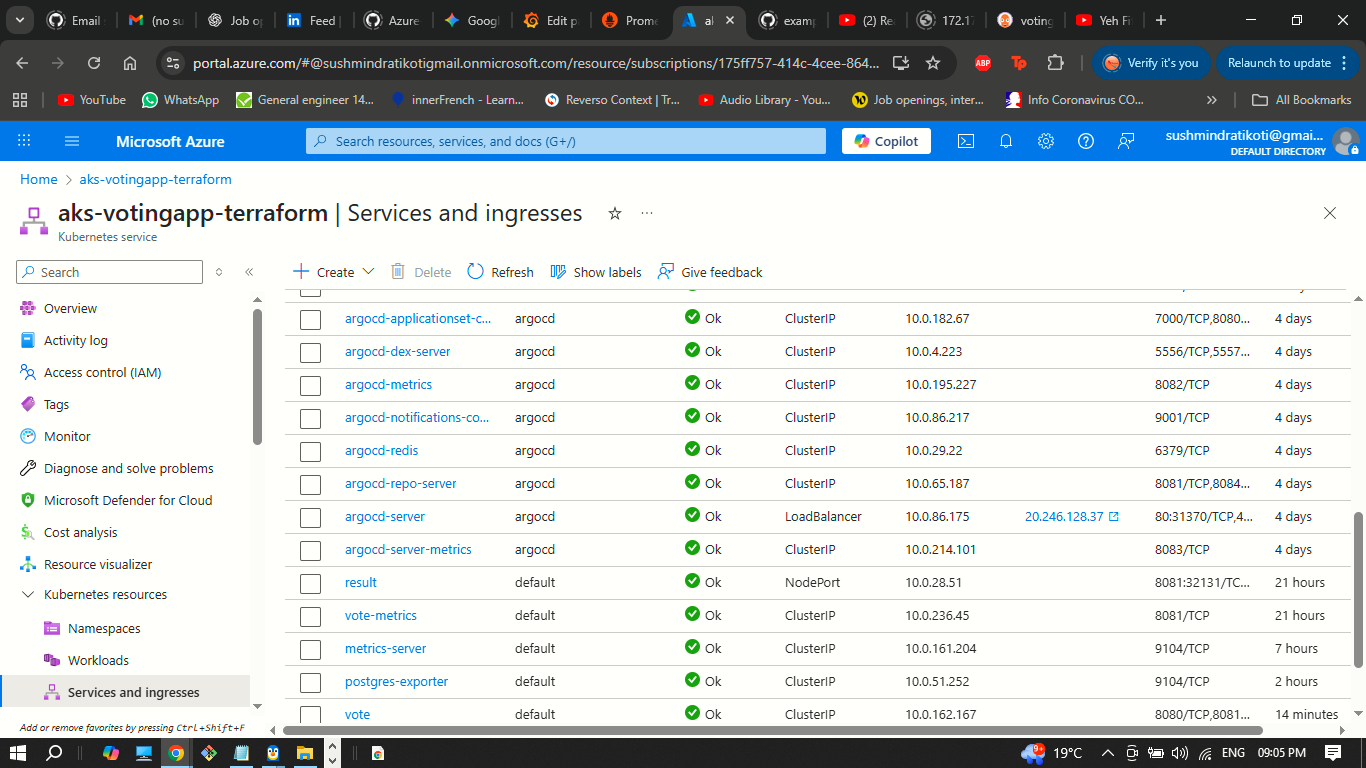 Email
(no su
Job op
Feed |
Azure
Googl
Edit p
Prome
al
exam
(2) Re
172.17
voting
Yeh Fi
portal.azure.com/#@sushmindratikotigmail.onmicrosoft.com/resource/subscriptions/175ff757-414c-4cee-864...
ABP
Verify it's you
Relaunch to update
YouTube
WhatsApp
General engineer 14...
innerFrench - Learn...
Reverso Context | Tr...
Audio Library - You...
Job openings, inter...
Info Coronavirus CO...
»
All Bookmarks
Microsoft Azure
Search resources, services, and docs (G+/)
Copilot
sushmindratikoti@gmai...
DEFAULT DIRECTORY
Home > aks-votingapp-terraform
aks-votingapp-terraform | Services and ingresses
Kubernetes service
Search
Overview
Activity log
Access control (IAM)
Tags
Monitor
Diagnose and solve problems
Microsoft Defender for Cloud
Cost analysis
Resource visualizer
Kubernetes resources
Namespaces
Workloads
Services and ingresses
Add or remove favorites by pressing Ctrl+Shift+F
Create
Delete
Refresh
Show labels
Give feedback
argocd-applicationset-c... argocd Ok ClusterIP 10.0.182.67 7000/TCP,8080... 4 days
argocd-dex-server argocd Ok ClusterIP 10.0.4.223 5556/TCP,5557... 4 days
argocd-metrics argocd Ok ClusterIP 10.0.195.227 8082/TCP 4 days
argocd-notifications-co... argocd Ok ClusterIP 10.0.86.217 9001/TCP 4 days
argocd-redis argocd Ok ClusterIP 10.0.29.22 6379/TCP 4 days
argocd-repo-server argocd Ok ClusterIP 10.0.65.187 8081/TCP,8084... 4 days
argocd-server argocd Ok LoadBalancer 10.0.86.175 20.246.128.37 80:31370/TCP,4... 4 days
argocd-server-metrics argocd Ok ClusterIP 10.0.214.101 8083/TCP 4 days
result default Ok NodePort 10.0.28.51 8081:32131/TC... 21 hours
vote-metrics default Ok ClusterIP 10.0.236.45 8081/TCP 21 hours
metrics-server default Ok ClusterIP 10.0.161.204 9104/TCP 7 hours
postgres-exporter default Ok ClusterIP 10.0.51.252 9104/TCP 2 hours
vote default Ok ClusterIP 10.0.162.167 8080/TCP,8081... 14 minutes
9+
19°C
ENG
09:05 PM